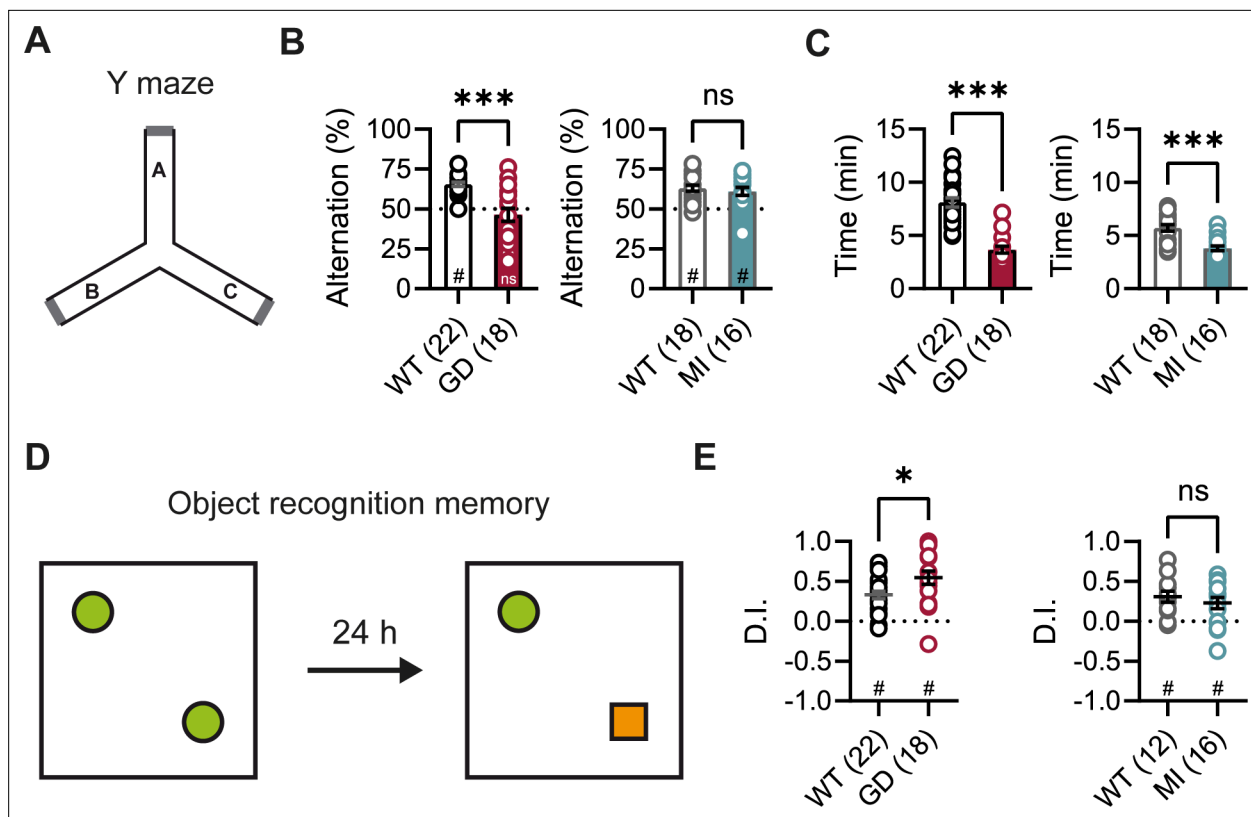 A
Y maze
A
B
C
B
Alternation (%)
100
75
50
25
0
***
#
ns
WT (22)
GD (18)
Alternation (%)
100
75
50
25
0
ns
#
#
WT (18)
MI (16)
C
Time (min)
15
10
5
0
***
WT (22)
GD (18)
Time (min)
15
10
5
0
***
WT (18)
MI (16)
D
Object recognition memory
24 h
E
D.I.
1.0
0.5
0.0
-0.5
-1.0
*
#
#
WT (22)
GD (18)
D.I.
1.0
0.5
0.0
-0.5
-1.0
ns
#
#
WT (12)
MI (16)